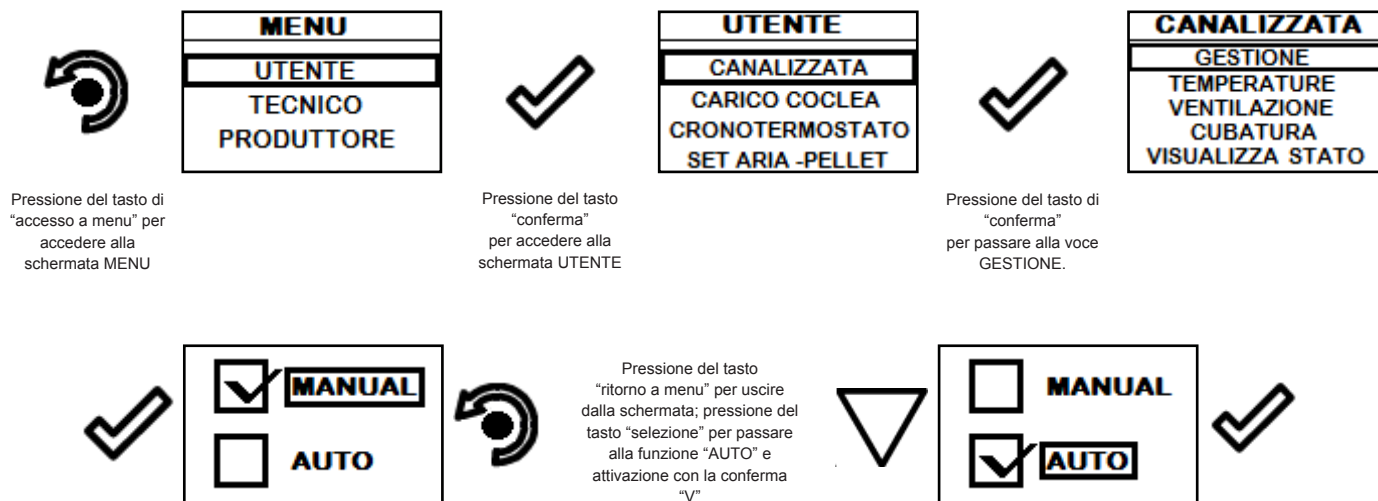 MENU
UTENTE
TECNICO
PRODUTTORE
UTENTE
CANALIZZATA
CARICO COCLEA
CRONOTERMOSTATO
SET ARIA -PELLET
CANALIZZATA
GESTIONE
TEMPERATURE
VENTILAZIONE
CUBATURA
VISUALIZZA STATO
Pressione del tasto di
“accesso a menu” per
accedere alla
schermata MENU
Pressione del tasto
“conferma”
per accedere alla
schermata UTENTE
Pressione del tasto di
“conferma”
per passare alla voce
GESTIONE.
MANUAL
AUTO
Pressione del tasto
“ritorno a menu” per uscire
dalla schermata; pressione del
tasto “selezione” per passare
alla funzione “AUTO” e
attivazione con la conferma
“V”
MANUAL
AUTO